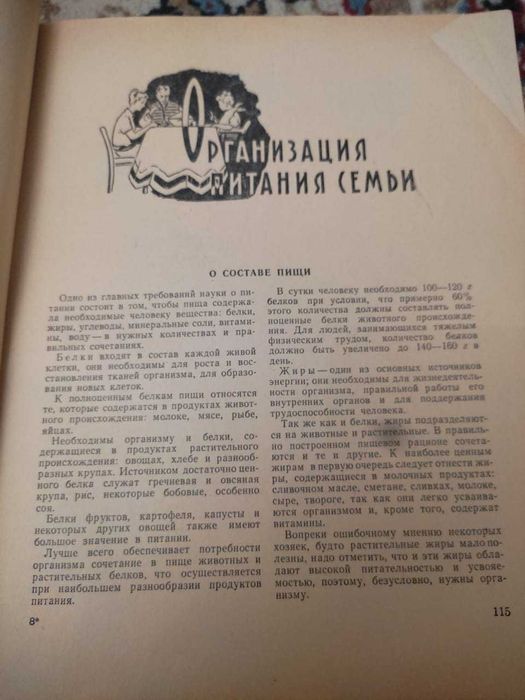 Организация
питания семьи
О СОСТАВЕ ПИЩИ
Одно из главных требований науки о пи-
тании состоит в том, чтобы пища содержа-
ла необходимые человеку вещества: белки,
жиры, углеводы, минеральные соли, витами-
ны, воду — в нужных количествах и пра-
вильных сочетаниях.
Белки входят в состав каждой живой
клетки, они необходимы для роста и вос-
становления тканей организма, для образо-
вания новых клеток.
К полноценным белкам пищи относятся
те, которые содержатся в продуктах живот-
ного происхождения: молоке, мясе, рыбе,
яйцах.
Необходимы организму и белки, со-
держащиеся в продуктах растительного
происхождения: овощах, хлебе и разнооб-
разных крупах. Источником достаточно цен-
ного белка служат гречневая и овсяная
крупа, рис, некоторые бобовые, особенно
соя.
Белки фруктов, картофеля, капусты и
некоторых других овощей также имеют
большое значение в питании.
Лучше всего обеспечивает потребности
организма сочетание в пище животных и
растительных белков, что осуществляется
при наибольшем разнообразии продуктов
питания.
8*
В сутки человеку необходимо 100—120 г
белков при условии, что примерно 60%
этого количества должны составлять пол-
ноценные белки животного происхожде-
ния. Для людей, занимающихся тяжелым
физическим трудом, количество белков
должно быть увеличено до 140—160 г в
день.
Жиры — один из основных источников
энергии; они необходимы для жизнедеятель-
ности организма, правильной работы его
внутренних органов и для поддержания
трудоспособности человека.
Так же как и белки, жиры подразделяют-
ся на животные и растительные. В правиль-
но построенном пищевом рационе сочета-
ются и те и другие. К наиболее ценным
жирам в первую очередь следует отнести жи-
ры, содержащиеся в молочных продуктах:
сливочном масле, сметане, сливках, молоке,
сыре, твороге, так как они легко усваива-
ются организмом и, кроме того, содержат
витамины.
Вопреки ошибочному мнению некоторых
хозяек, будто растительные жиры мало по-
лезны, надо отметить, что и эти жиры обла-
дают высокой питательностью и усвояе-
мостью, поэтому, безусловно, нужны орга-
низму.
115